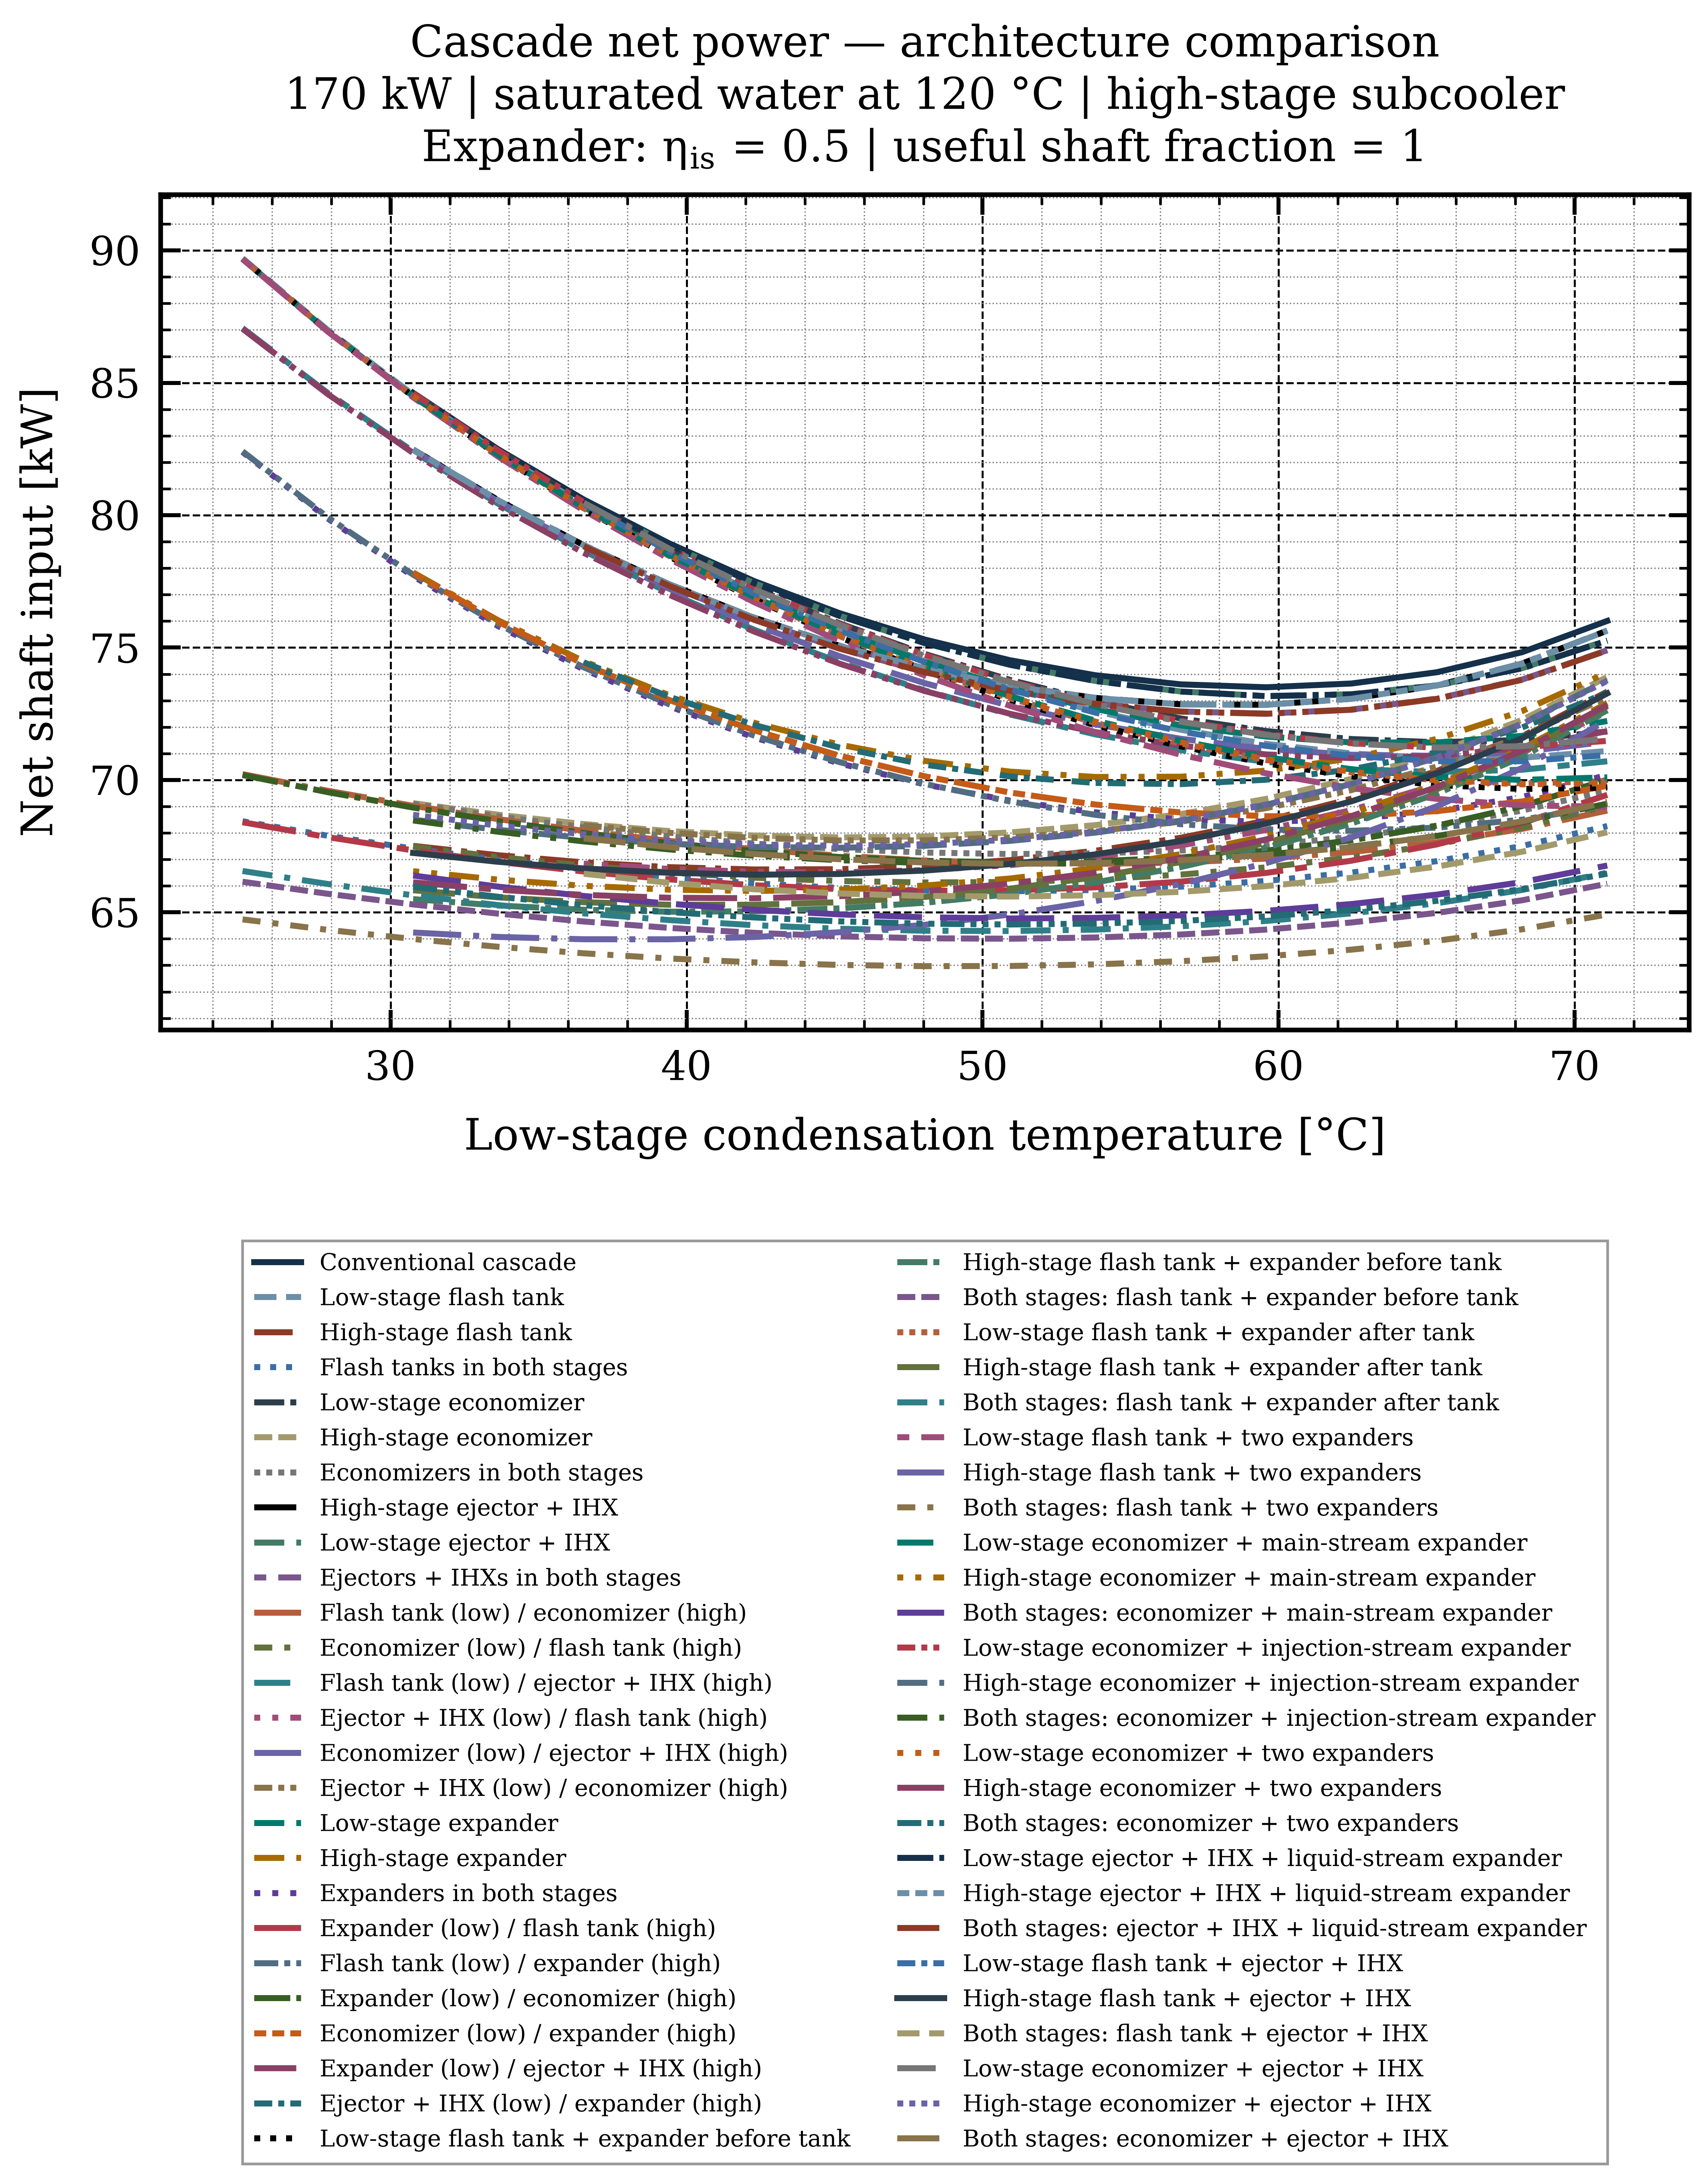 Cascade net power — architecture comparison
170 kW | saturated water at 120 °C | high-stage subcooler
Expander: ηis = 0.5 | useful shaft fraction = 1
Net shaft input [kW]
90
85
80
75
70
65
30 40 50 60 70
Low-stage condensation temperature [°C]
Conventional cascade
Low-stage flash tank
High-stage flash tank
Flash tanks in both stages
Low-stage economizer
High-stage economizer
Economizers in both stages
High-stage ejector + IHX
Low-stage ejector + IHX
Ejectors + IHXs in both stages
Flash tank (low) / economizer (high)
Economizer (low) / flash tank (high)
Flash tank (low) / ejector + IHX (high)
Ejector + IHX (low) / flash tank (high)
Economizer (low) / ejector + IHX (high)
Ejector + IHX (low) / economizer (high)
Low-stage expander
High-stage expander
Expanders in both stages
Expander (low) / flash tank (high)
Flash tank (low) / expander (high)
Expander (low) / economizer (high)
Economizer (low) / expander (high)
Expander (low) / ejector + IHX (high)
Ejector + IHX (low) / expander (high)
Low-stage flash tank + expander before tank
High-stage flash tank + expander before tank
Both stages: flash tank + expander before tank
Low-stage flash tank + expander after tank
High-stage flash tank + expander after tank
Both stages: flash tank + expander after tank
Low-stage flash tank + two expanders
High-stage flash tank + two expanders
Both stages: flash tank + two expanders
Low-stage economizer + main-stream expander
High-stage economizer + main-stream expander
Both stages: economizer + main-stream expander
Low-stage economizer + injection-stream expander
High-stage economizer + injection-stream expander
Both stages: economizer + injection-stream expander
Low-stage economizer + two expanders
High-stage economizer + two expanders
Both stages: economizer + two expanders
Low-stage ejector + IHX + liquid-stream expander
High-stage ejector + IHX + liquid-stream expander
Both stages: ejector + IHX + liquid-stream expander
Low-stage flash tank + ejector + IHX
High-stage flash tank + ejector + IHX
Both stages: flash tank + ejector + IHX
Low-stage economizer + ejector + IHX
High-stage economizer + ejector + IHX
Both stages: economizer + ejector + IHX